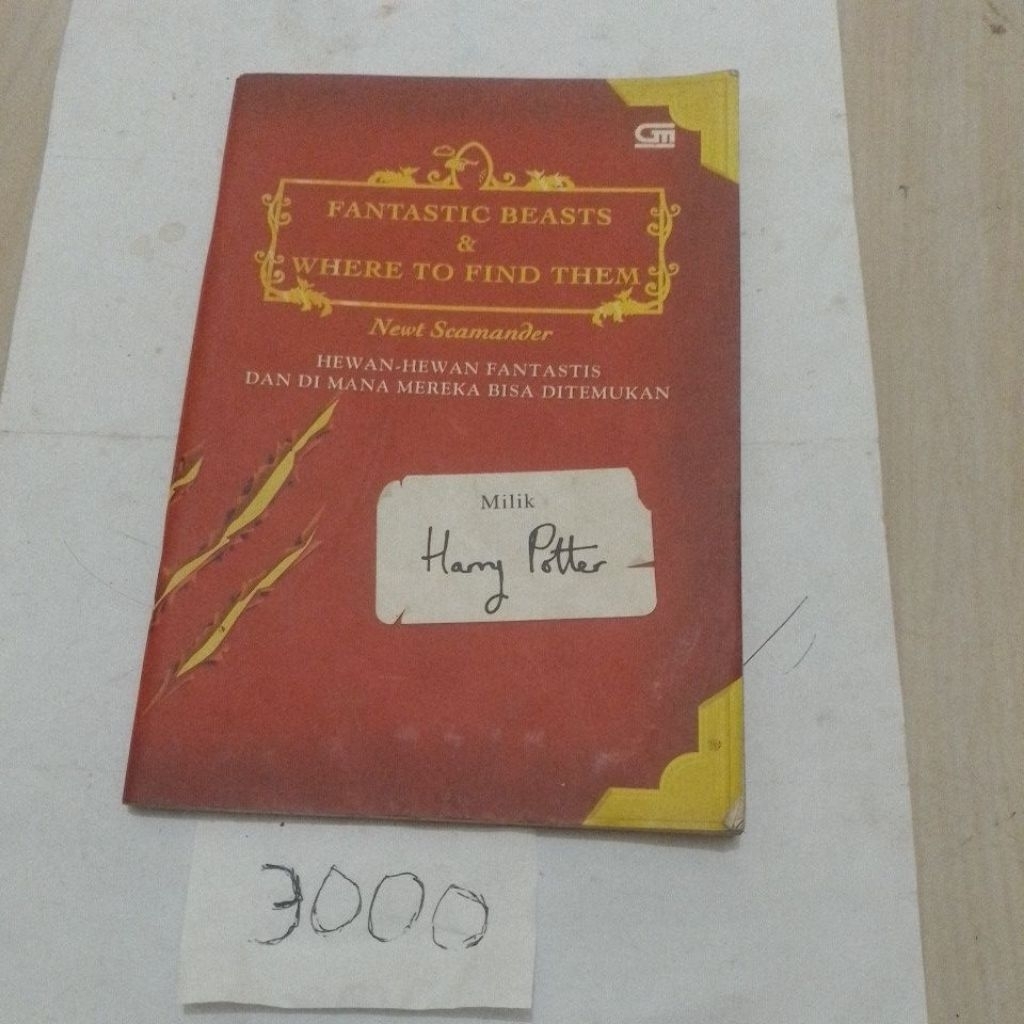 GM
FANTASTIC BEASTS
&
WHERE TO FIND THEM
Newt Scamander
HEWAN-HEWAN FANTASTIS
DAN DI MANA MEREKA BISA DITEMUKAN
Milik
Harry Potter
3000